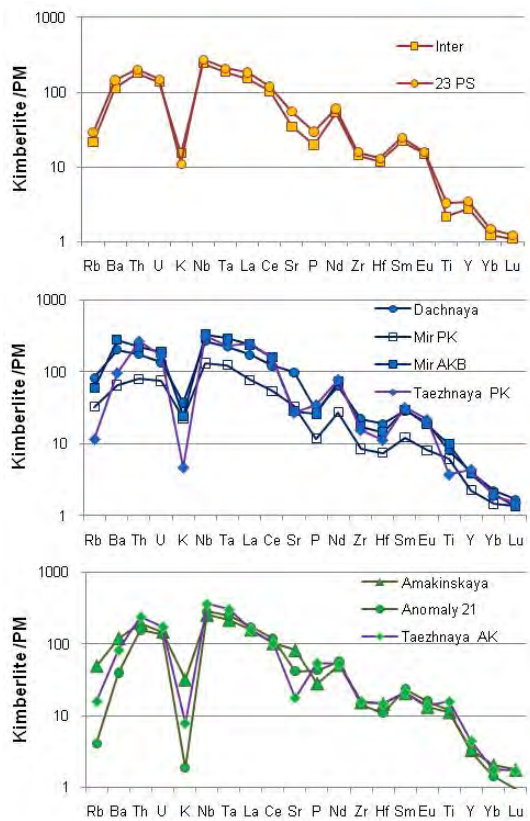 1000
Inter
23 PS
100
10
1
Kimberlite /PM
Rb Ba Th U K Nb Ta La Ce Sr P Nd Zr Hf Sm Eu Ti Y Yb Lu
1000
Dachnaya
Mir PK
Mir AKB
Taezhnaya PK
100
10
1
Kimberlite /PM
Rb Ba Th U K Nb Ta La Ce Sr P Nd Zr Hf Sm Eu Ti Y Yb Lu
1000
Amakinskaya
Anomaly 21
Taezhnaya AK
100
10
1
Kimberlite /PM
Rb Ba Th U K Nb Ta La Ce Sr P Nd Zr Hf Sm Eu Ti Y Yb Lu